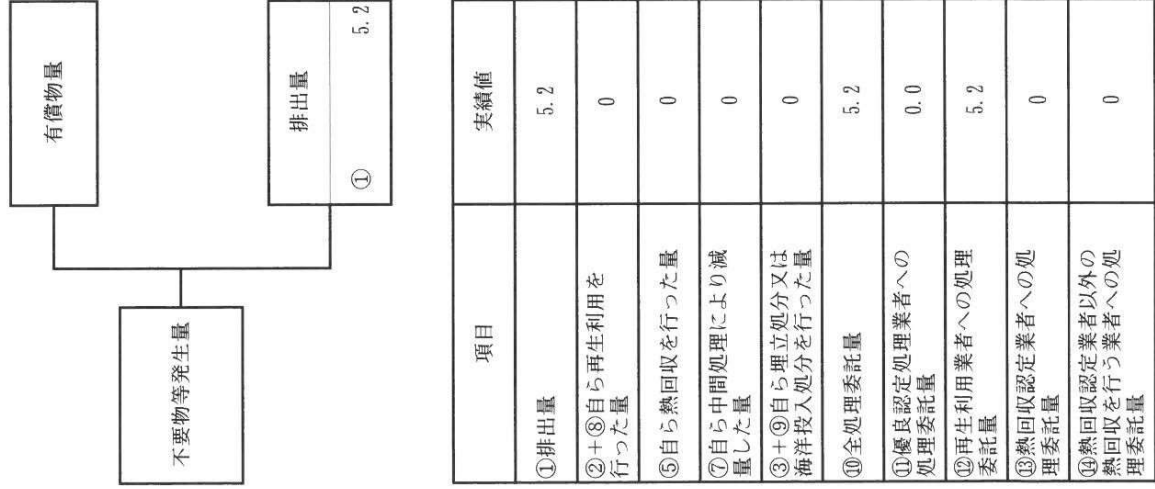 不要物等発生量
有償物量
排出量
① 5.2
項目 実績値
①排出量 5.2
②+⑧自ら再生利用を
行った量 0
⑤自ら熱回収を行った量 0
⑦自ら中間処理により減
量した量 0
③+⑨自ら埋立処分又は
海洋投入処分を行った量 0
⑩全処理委託量 5.2
⑪優良認定処理業者への
処理委託量 0.0
⑫再生利用業者への処理
委託量 5.2
⑬熱回収認定業者への処
理委託量 0
⑭熱回収認定業者以外の
熱回収を行う業者への処
理委託量 0